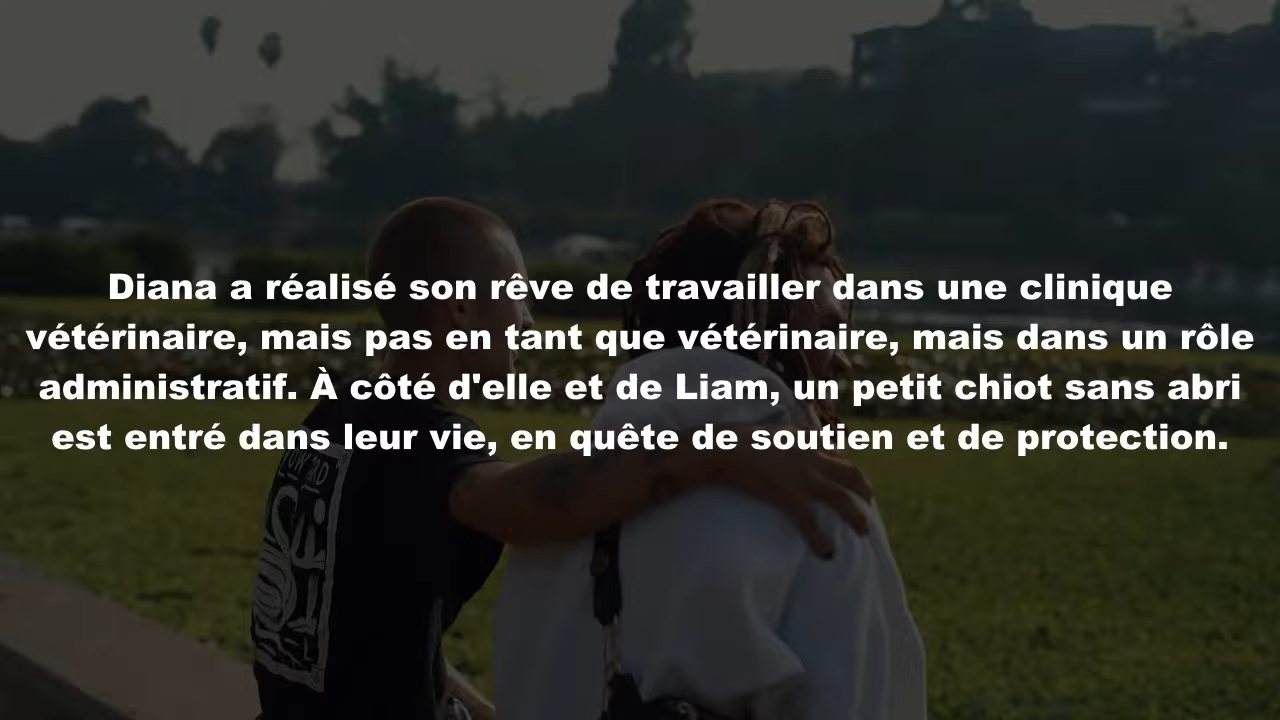 Diana a réalisé son rêve de travailler dans une clinique
vétérinaire, mais pas en tant que vétérinaire, mais dans un rôle
administratif. À côté d'elle et de Liam, un petit chiot sans abri
est entré dans leur vie, en quête de soutien et de protection.